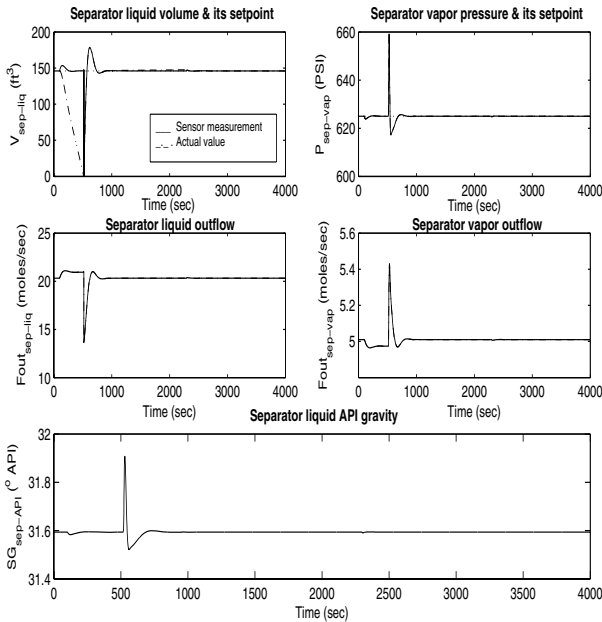 Separator liquid volume & its setpoint
200
150
100
50
0
V sep−liq (ft³)
Sensor measurement
Actual value
0 1000 2000 3000 4000
Time (sec)
Separator vapor pressure & its setpoint
660
640
620
600
P sep−vap (PSI)
0 1000 2000 3000 4000
Time (sec)
Separator liquid outflow
25
20
15
10
Fout sep−liq (moles/sec)
0 1000 2000 3000 4000
Time (sec)
Separator vapor outflow
5.6
5.4
5.2
5
Fout sep−vap (moles/sec)
0 1000 2000 3000 4000
Time (sec)
Separator liquid API gravity
32
31.8
31.6
31.4
SG sep−API (° API)
0 500 1000 1500 2000 2500 3000 3500 4000
Time (sec)